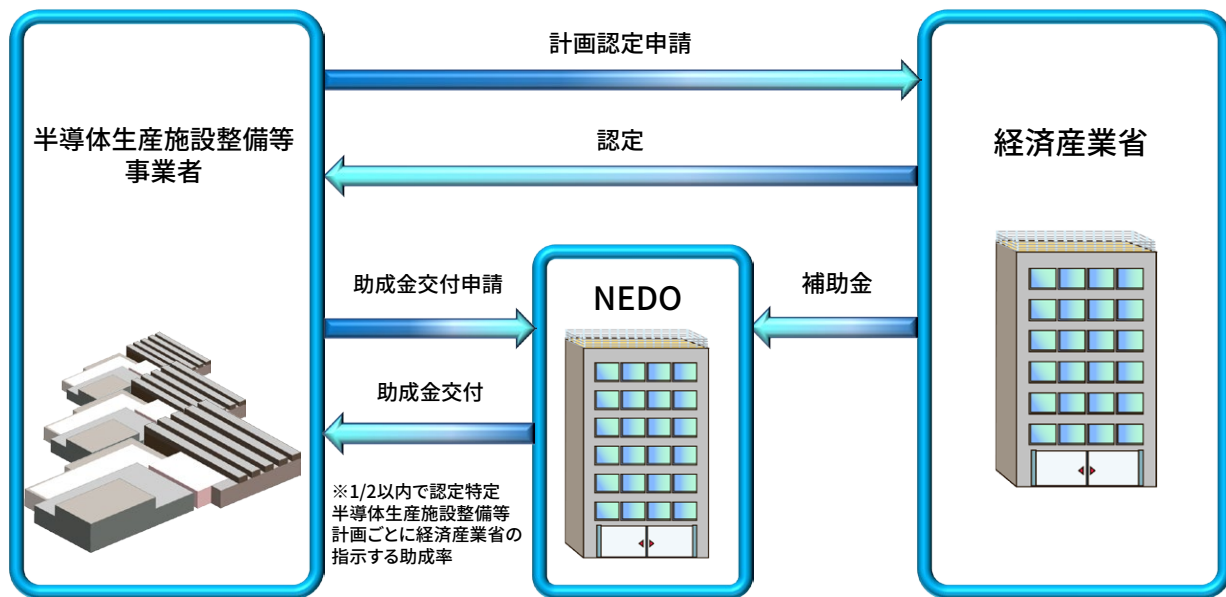 計画認定申請
半導体生産施設整備等
事業者
認定
経済産業省
助成金交付申請
NEDO
補助金
助成金交付
※1/2以内で認定特定
半導体生産施設整備等
計画ごとに経済産業省の
指示する助成率